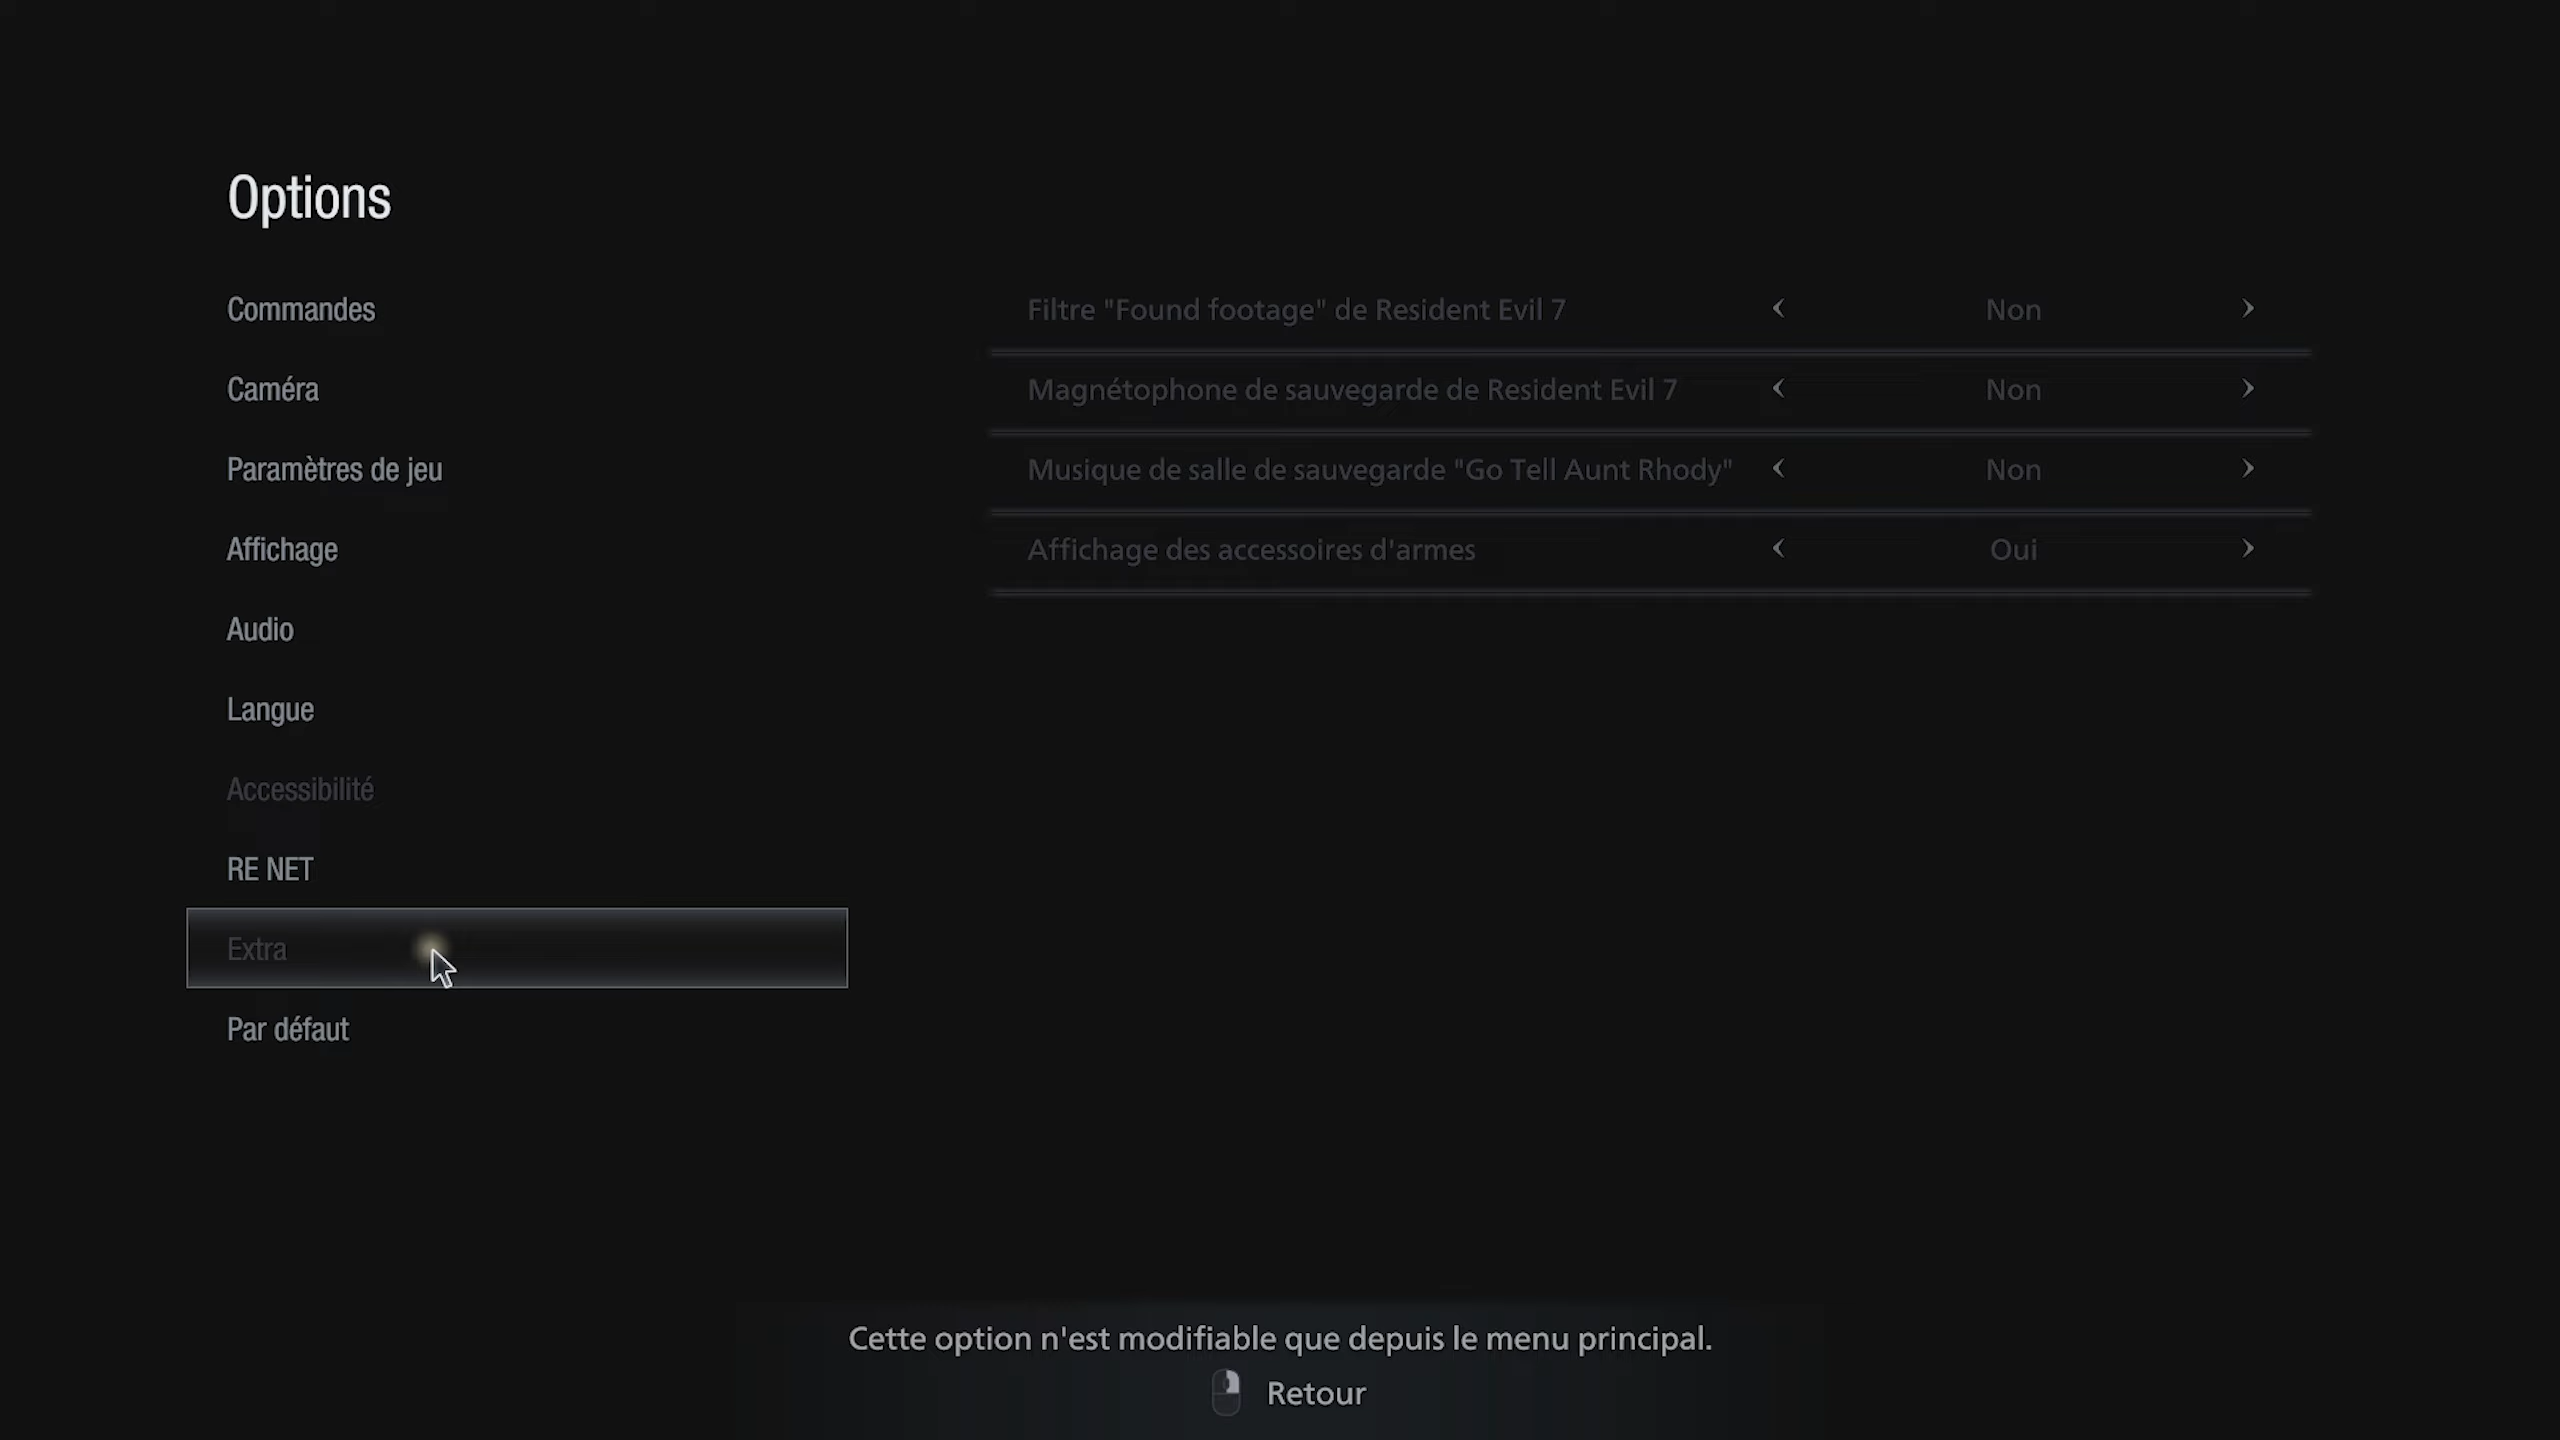 Options
Commandes
Caméra
Paramètres de jeu
Affichage
Audio
Langue
Accessibilité
RE NET
Extra
Par défaut
Filtre "Found footage" de Resident Evil 7 Non
Magnétophone de sauvegarde de Resident Evil 7 Non
Musique de salle de sauvegarde "Go Tell Aunt Rhody" Non
Affichage des accessoires d'armes Oui
Cette option n'est modifiable que depuis le menu principal.
Retour